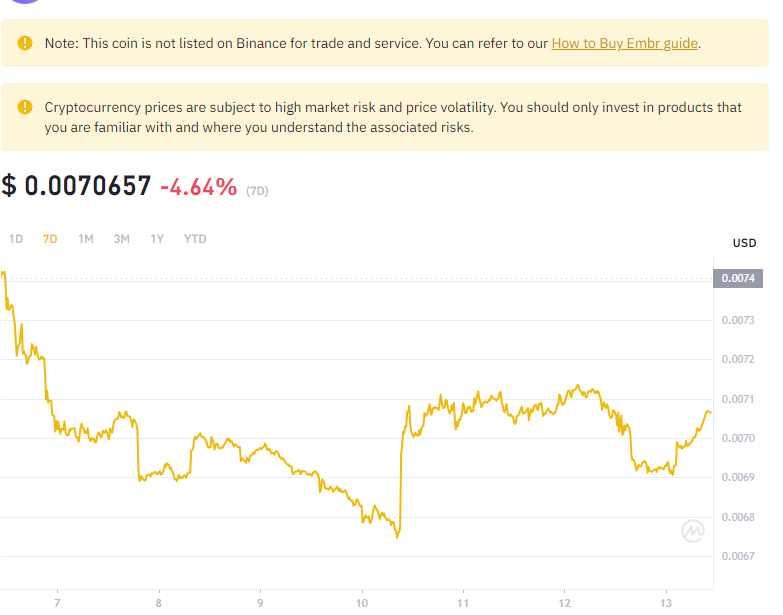 Note: This coin is not listed on Binance for trade and service. You can refer to our How to Buy Embr guide.
Cryptocurrency prices are subject to high market risk and price volatility. You should only invest in products that
you are familiar with and where you understand the associated risks.
$ 0.0070657 -4.64% (7D)
1D 7D 1M 3M 1Y YTD
USD
0.0074
0.0073
0.0072
0.0071
0.0070
0.0069
0.0068
0.0067
7 8 9 10 11 12 13